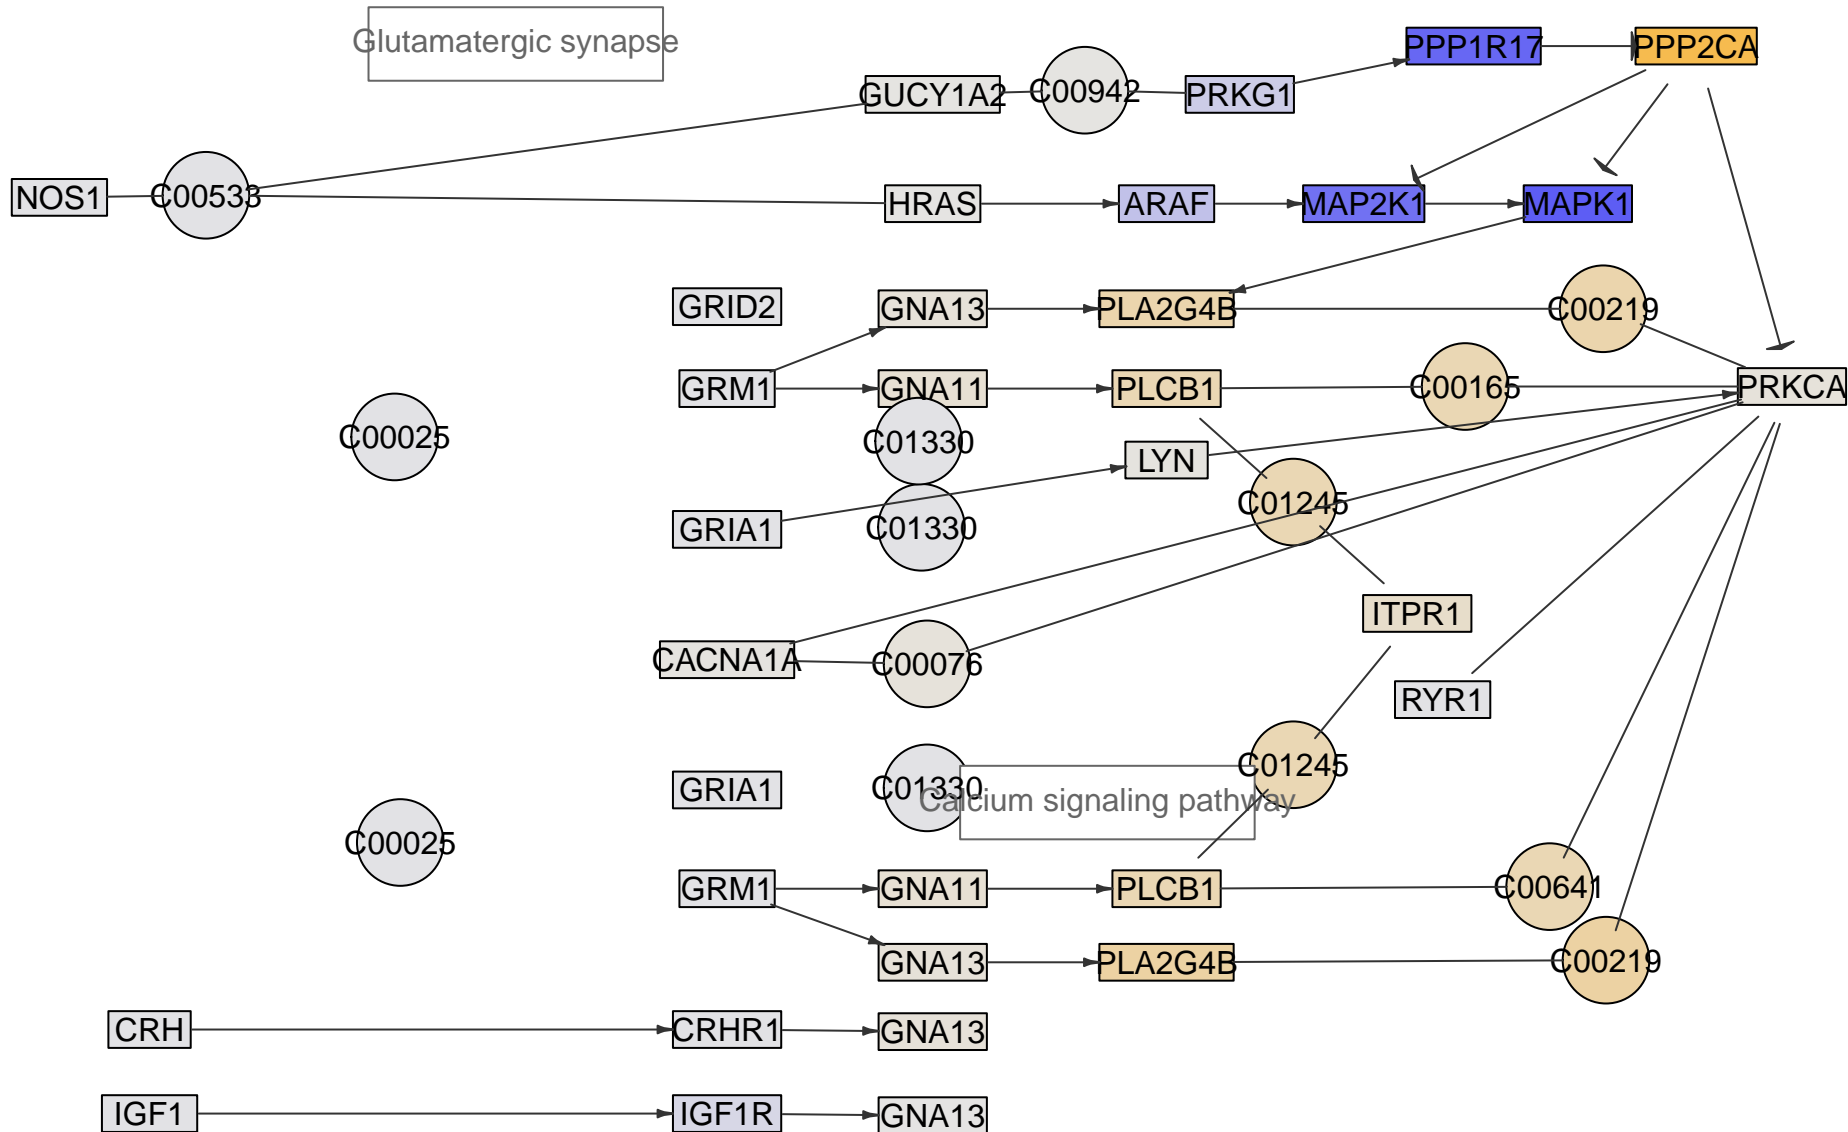 Glutamatergic synapse
PPP1R17
PPP2CA
GUCY1A2
C00942
PRKG1
NOS1
C00533
HRAS
ARAF
MAP2K1
MAPK1
GRID2
GNA13
PLA2G4B
C00219
GRM1
GNA11
PLCB1
C00165
PRKCA
C00025
C01330
LYN
GRIA1
C01330
C01245
ITPR1
CACNA1A
C00076
RYR1
C01245
GRIA1
C01330
Calcium signaling pathway
C00025
GRM1
GNA11
PLCB1
C00641
GNA13
PLA2G4B
C00219
CRH
CRHR1
GNA13
IGF1
IGF1R
GNA13